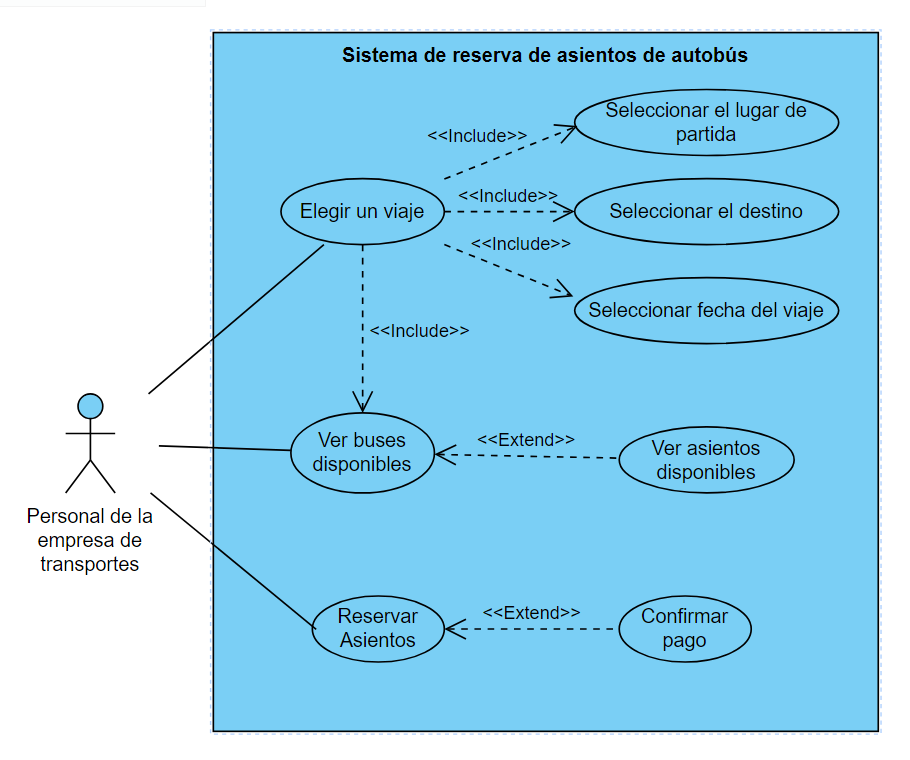 Sistema de reserva de asientos de autobús
Seleccionar el lugar de
partida
<<Include>>
Elegir un viaje
<<Include>>
Seleccionar el destino
<<Include>>
Seleccionar fecha del viaje
<<Include>>
Ver buses
disponibles
<<Extend>>
Ver asientos
disponibles
Personal de la
empresa de
transportes
Reservar
Asientos
<<Extend>>
Confirmar
pago